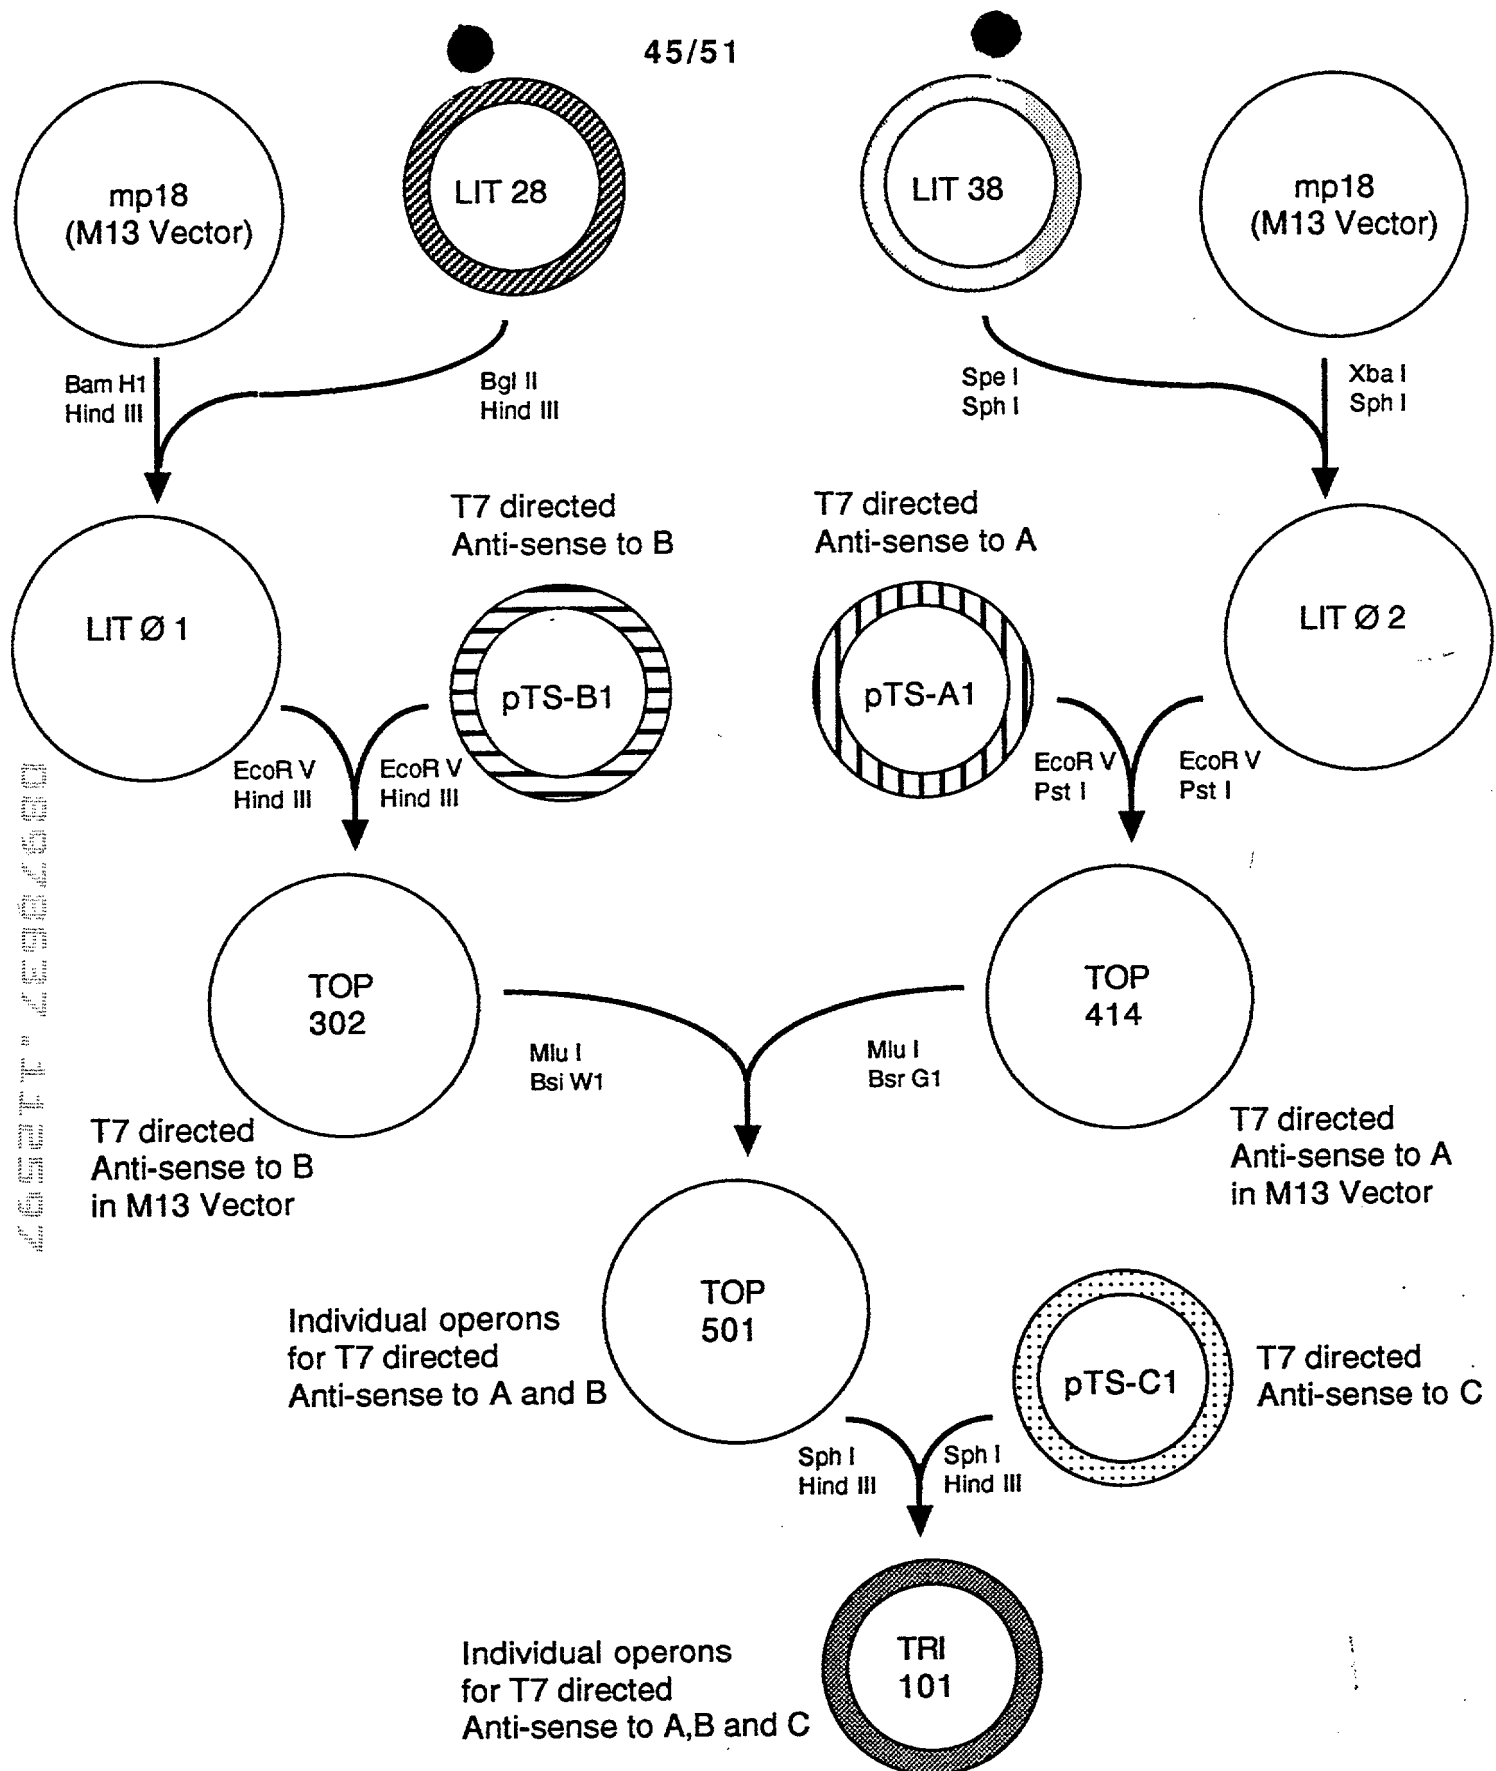 45/51
mp18
(M13 Vector)
LIT 28
LIT 38
mp18
(M13 Vector)
Bam H1
Hind III
Bgl II
Hind III
Spe I
Sph I
Xba I
Sph I
T7 directed
Anti-sense to B
T7 directed
Anti-sense to A
LIT Ø 1
pTS-B1
pTS-A1
LIT Ø 2
EcoR V
Hind III
EcoR V
Hind III
EcoR V
Pst I
EcoR V
Pst I
TOP
302
TOP
414
Mlu I
Bsi W1
Mlu I
Bsr G1
T7 directed
Anti-sense to B
in M13 Vector
T7 directed
Anti-sense to A
in M13 Vector
TOP
501
Individual operons
for T7 directed
Anti-sense to A and B
pTS-C1
T7 directed
Anti-sense to C
Sph I
Hind III
Sph I
Hind III
TRI
101
Individual operons
for T7 directed
Anti-sense to A,B and C